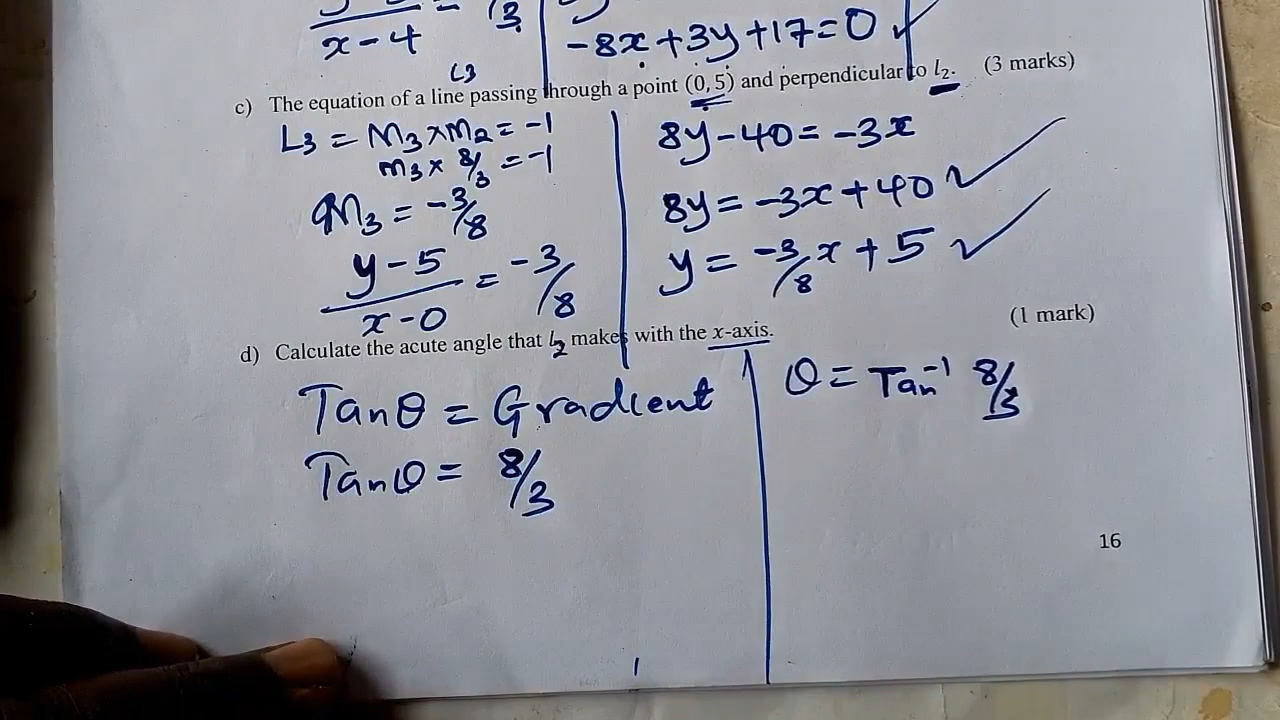 x-4
3
-8x+3y+17=0 ✓
L3
c) The equation of a line passing through a point (0, 5) and perpendicular to l₂. (3 marks)
L3 = M3 x M2 = -1
m3 x 8/3 = -1
M3 = -3/8
y-5/x-0 = -3/8
8y-40 = -3x
8y = -3x+40 ✓
y = -3/8 x + 5 ✓
d) Calculate the acute angle that l₂ makes with the x-axis. (1 mark)
Tanθ = Gradient
Tanθ = 8/3
θ = Tan⁻¹ 8/3
16